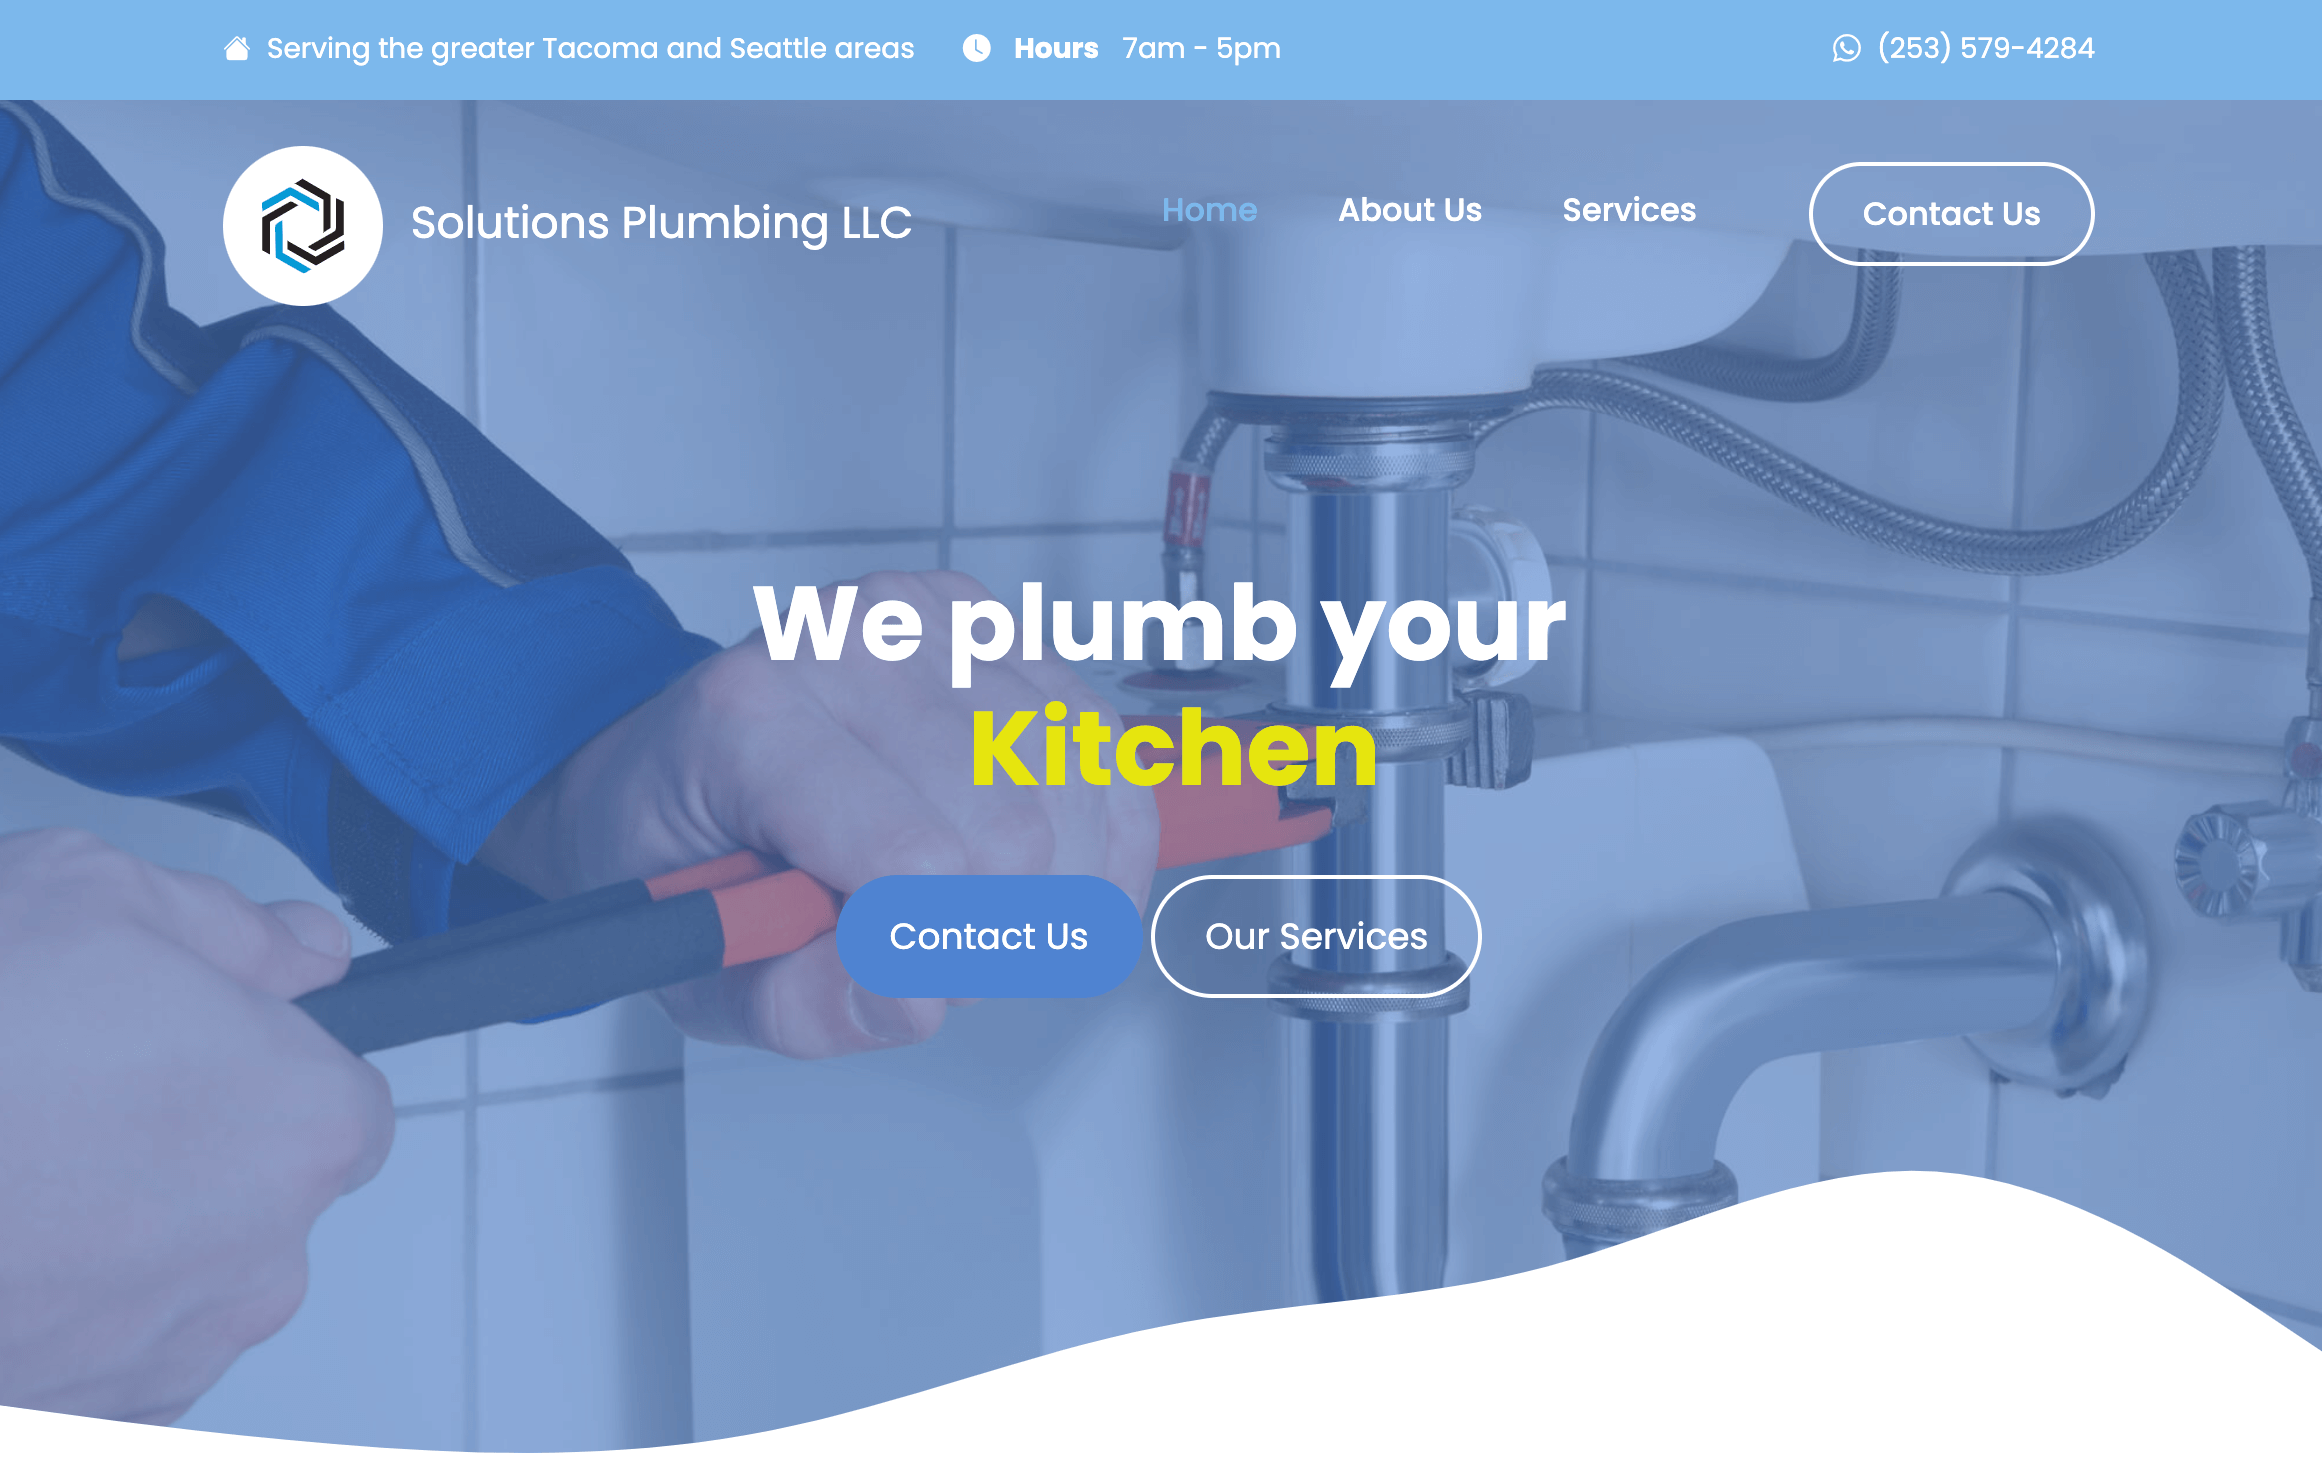 Serving the greater Tacoma and Seattle areas
Hours 7am - 5pm
(253) 579-4284
Solutions Plumbing LLC
Home
About Us
Services
Contact Us
We plumb your
Kitchen
Contact Us
Our Services